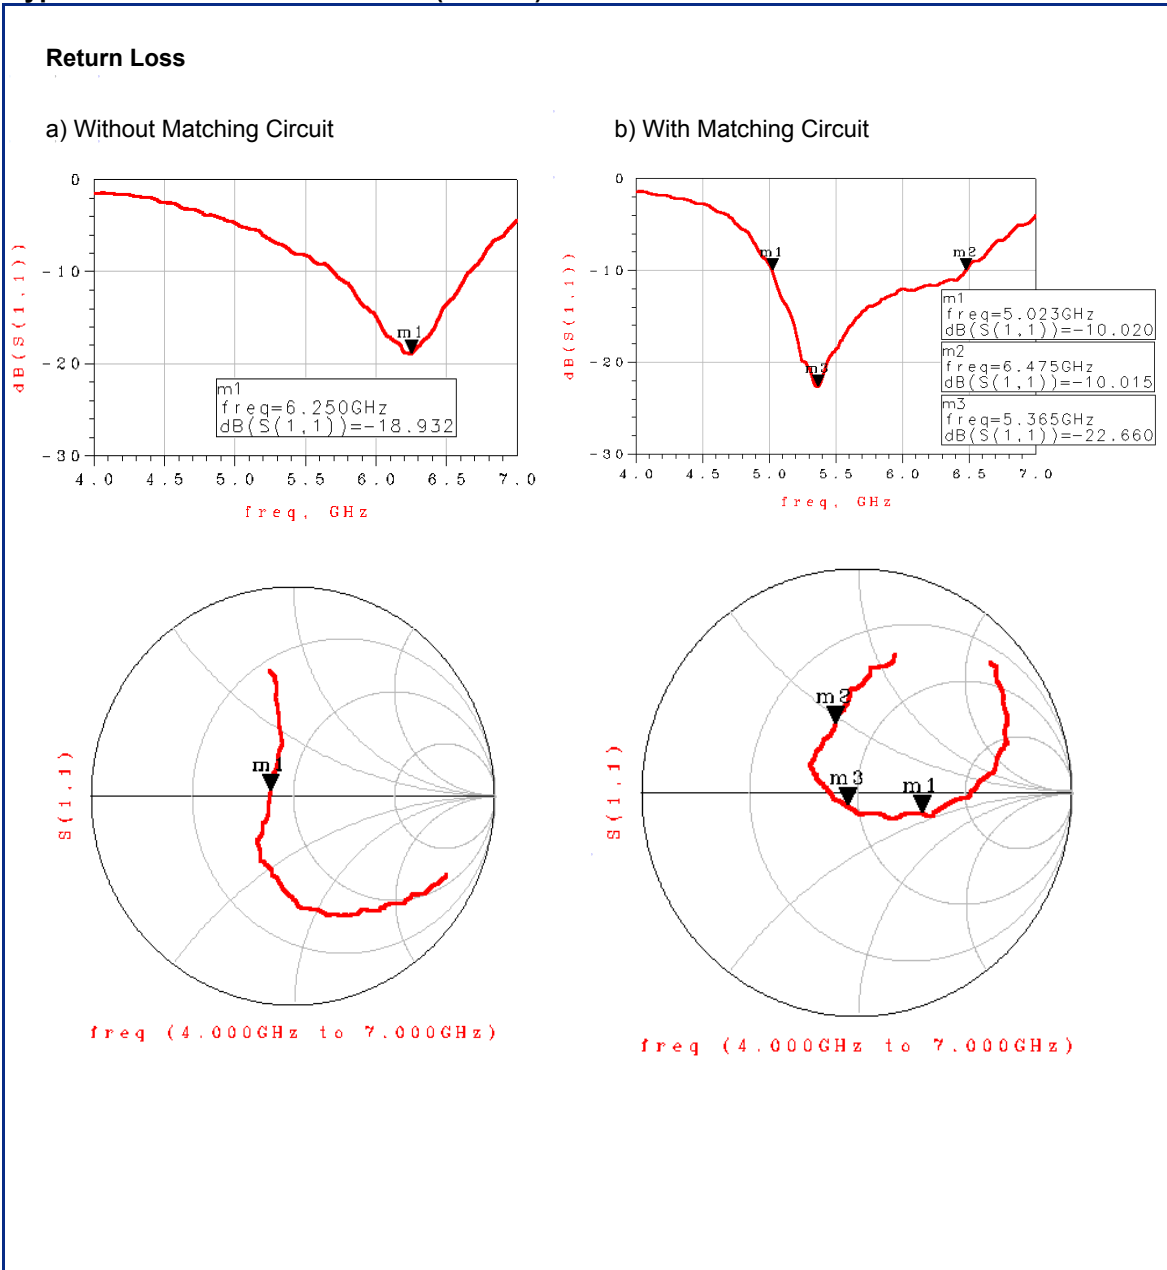 Return Loss
a) Without Matching Circuit
b) With Matching Circuit
0
-10
-20
-30
dB(S(1,1))
m1
m1
freq=6.250GHz
dB(S(1,1))=-18.932
4.0 4.5 5.0 5.5 6.0 6.5 7.0
freq, GHz
0
-10
-20
-30
dB(S(1,1))
m1
m2
m3
m1
freq=5.023GHz
dB(S(1,1))=-10.020
m2
freq=6.475GHz
dB(S(1,1))=-10.015
m3
freq=5.365GHz
dB(S(1,1))=-22.660
4.0 4.5 5.0 5.5 6.0 6.5 7.0
freq, GHz
S(1,1)
m1
freq (4.000GHz to 7.000GHz)
S(1,1)
m2
m3
m1
freq (4.000GHz to 7.000GHz)